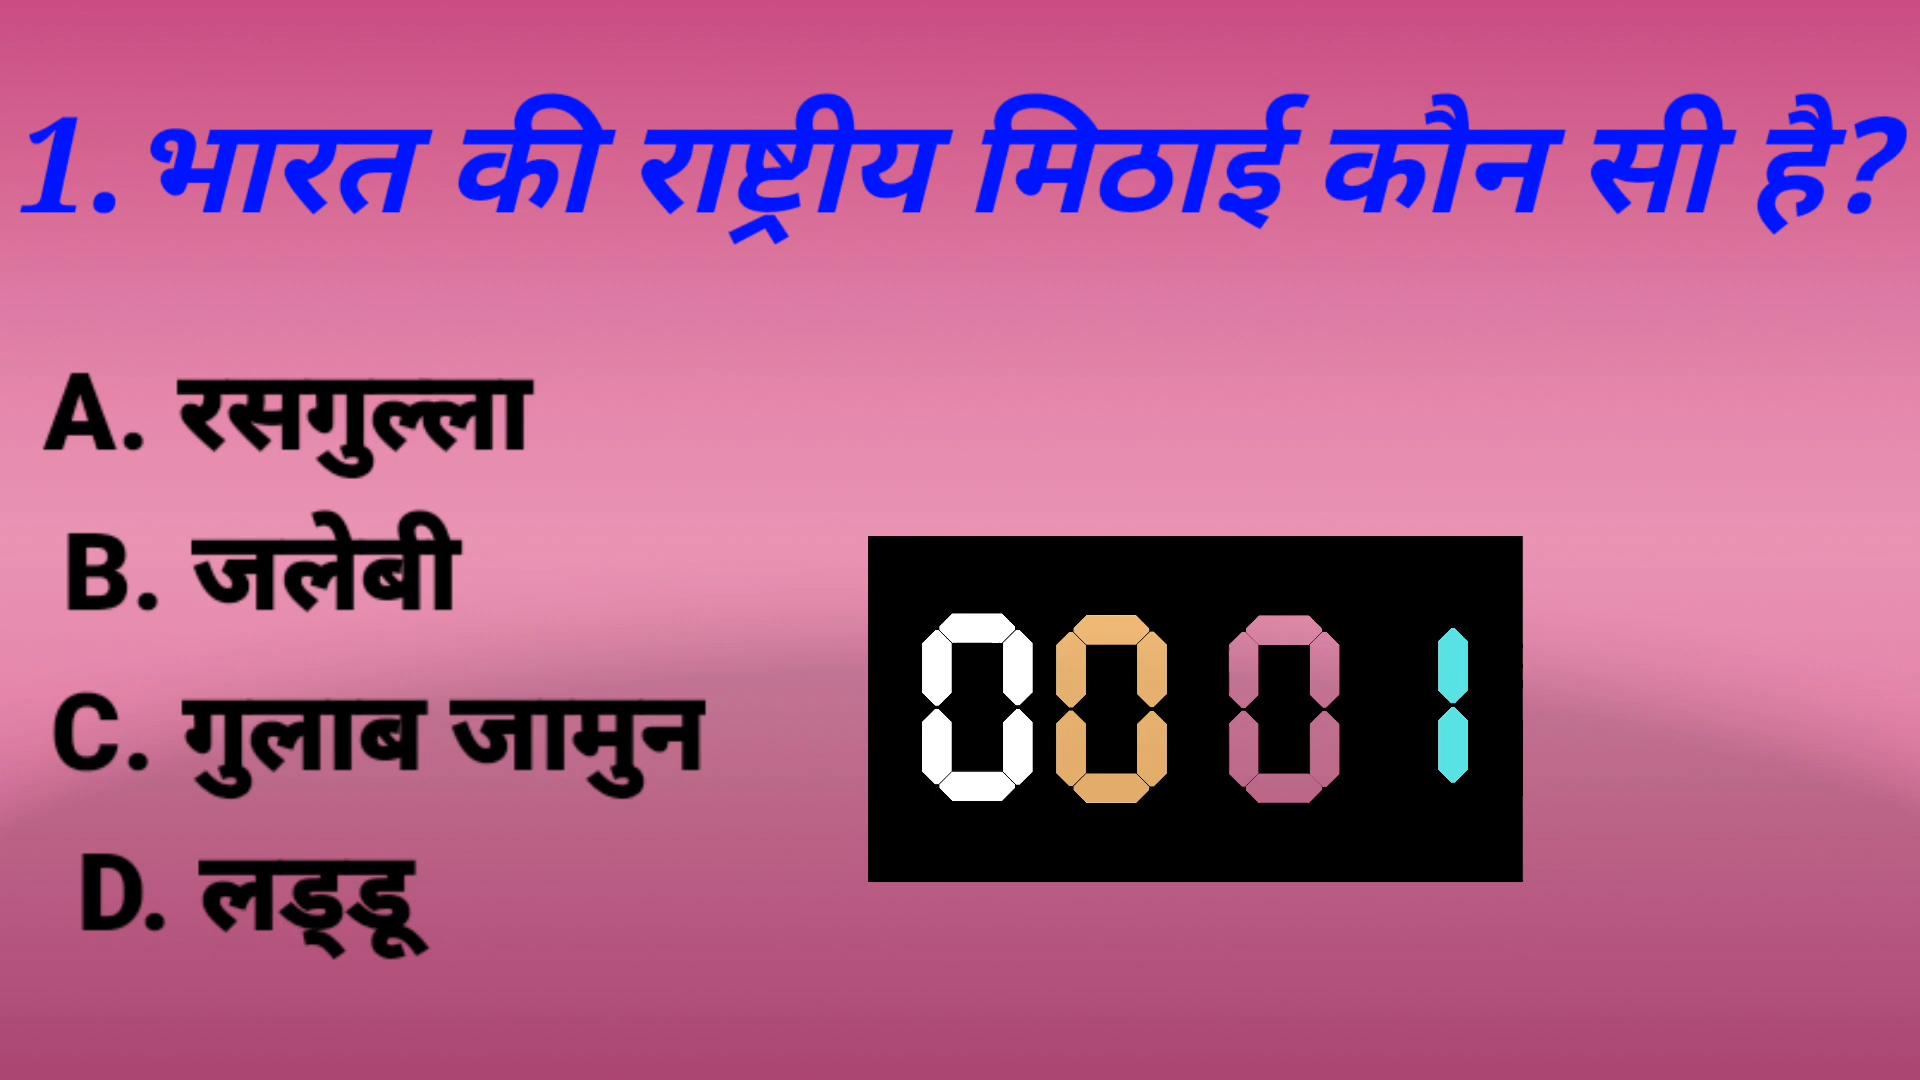 1. भारत की राष्ट्रीय मिठाई कौन सी है?
A. रसगुल्ला
B. जलेबी
C. गुलाब जामुन
D. लड्डू
0001